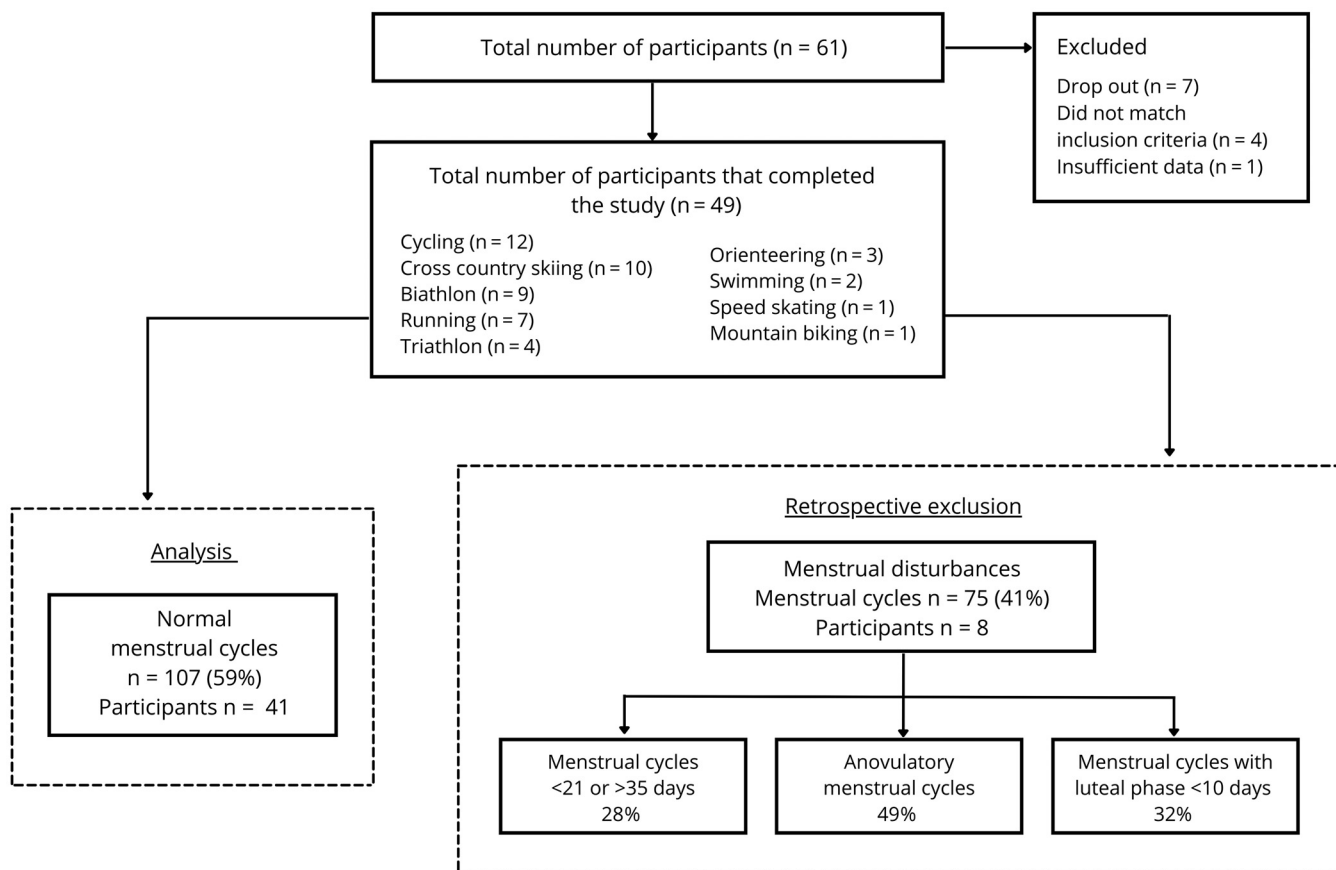 Total number of participants (n = 61)
Excluded
Drop out (n = 7)
Did not match
inclusion criteria (n = 4)
Insufficient data (n = 1)
Total number of participants that completed
the study (n = 49)
Cycling (n = 12)
Cross country skiing (n = 10)
Biathlon (n = 9)
Running (n = 7)
Triathlon (n = 4)
Orienteering (n = 3)
Swimming (n = 2)
Speed skating (n = 1)
Mountain biking (n = 1)
Analysis
Normal
menstrual cycles
n = 107 (59%)
Participants n = 41
Retrospective exclusion
Menstrual disturbances
Menstrual cycles n = 75 (41%)
Participants n = 8
Menstrual cycles
<21 or >35 days
28%
Anovulatory
menstrual cycles
49%
Menstrual cycles with
luteal phase <10 days
32%